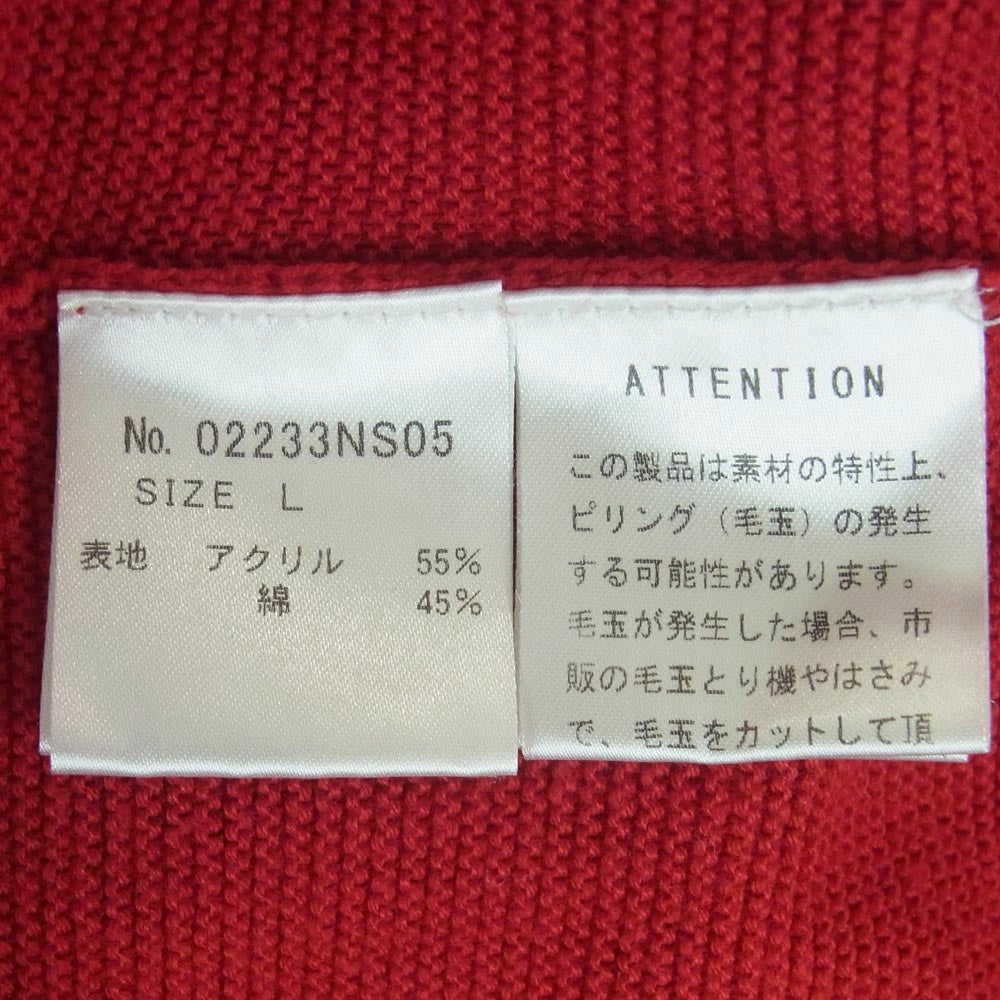 No. 02233NS05
SIZE L
表地 アクリル 55%
綿 45%
ATTENTION
この製品は素材の特性上、
ピリング（毛玉）の発生
する可能性があります。
毛玉が発生した場合、市
販の毛玉とり機やはさみ
で、毛玉をカットして頂